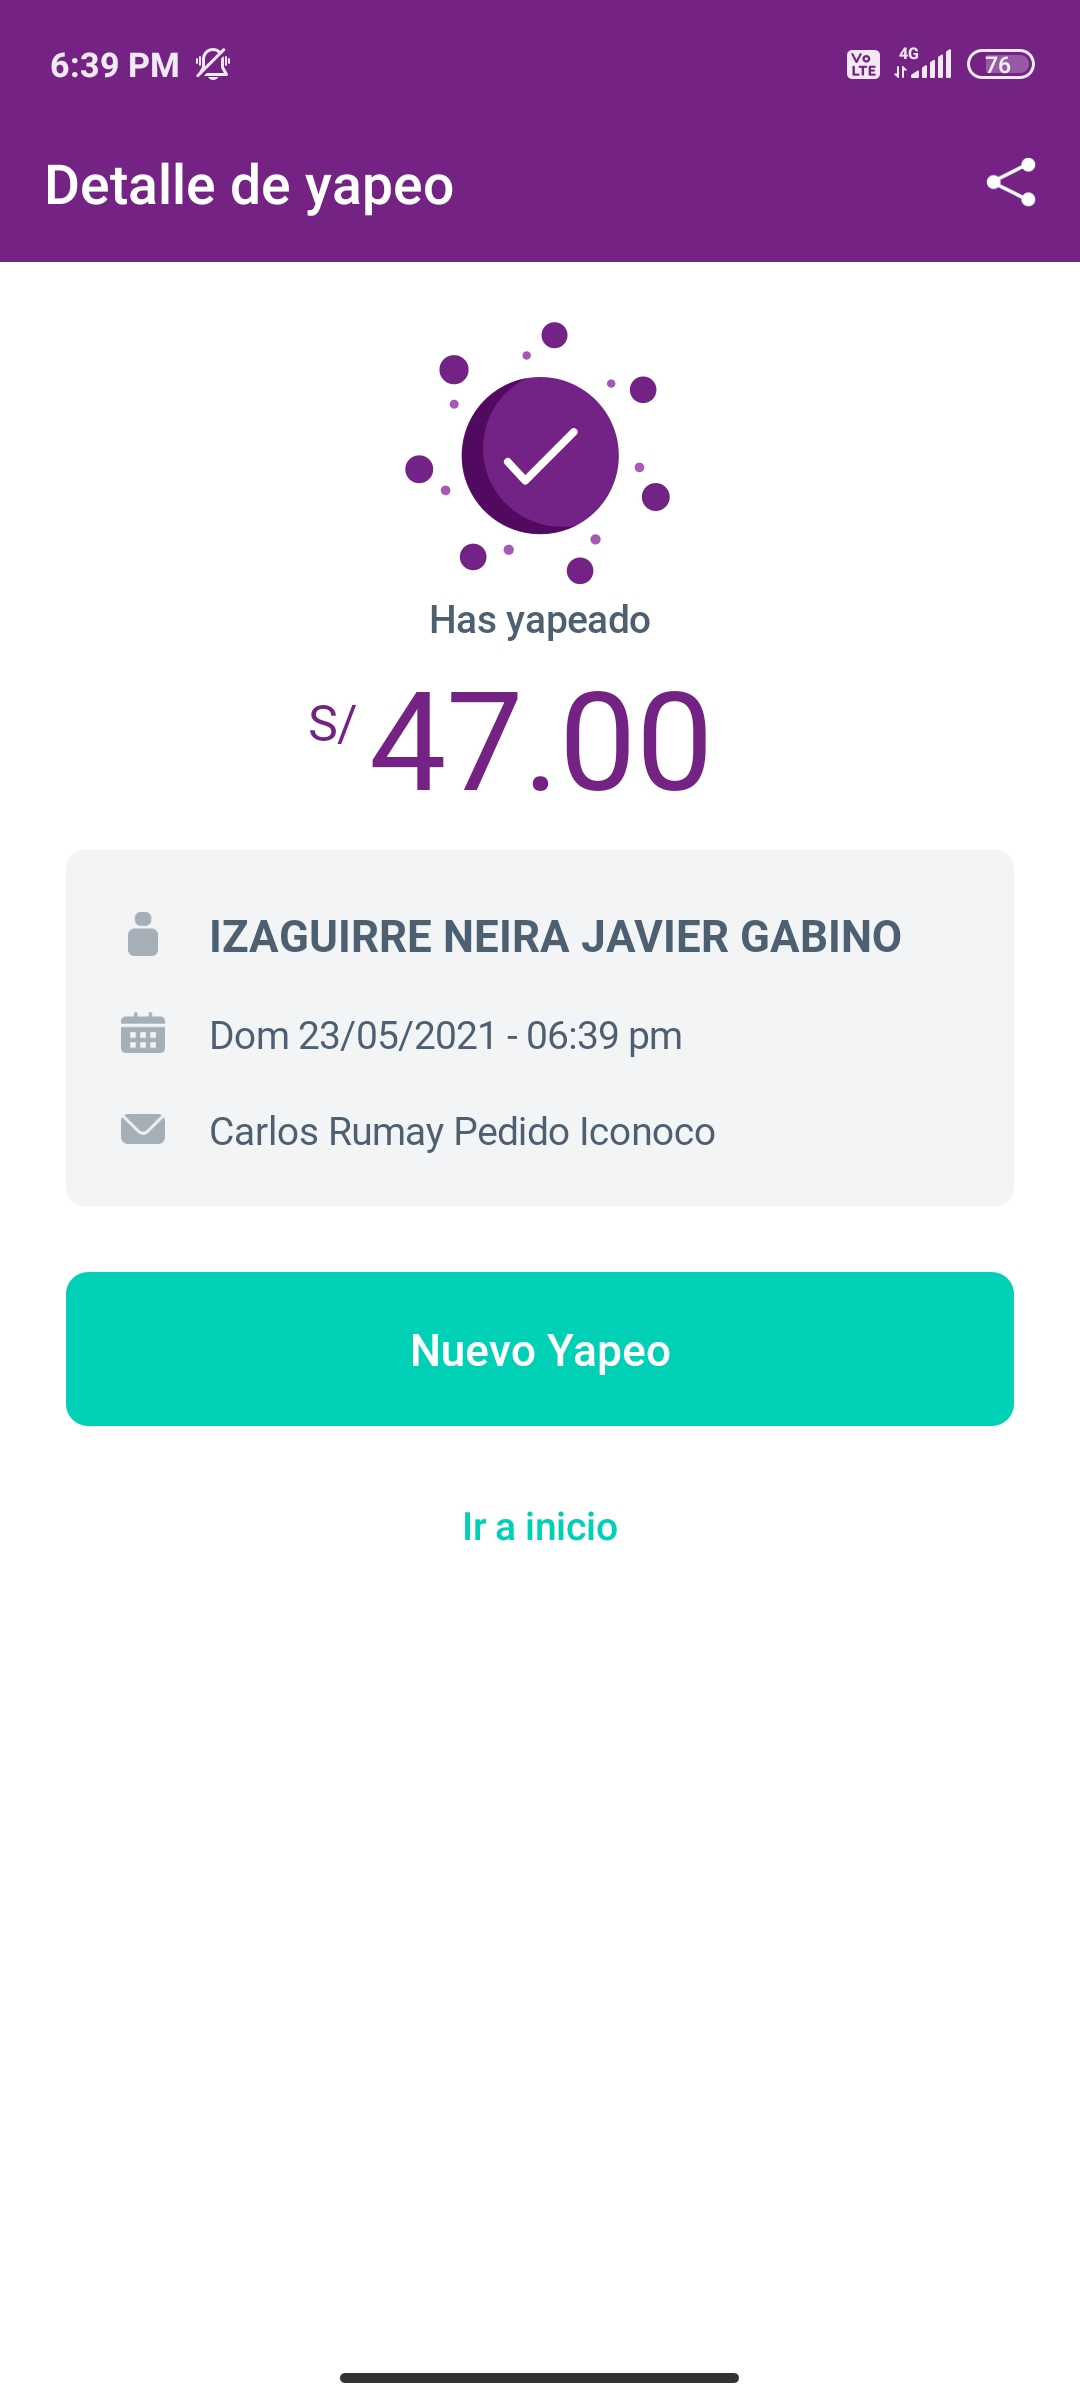 6:39 PM
Vo LTE
4G
76
Detalle de yapeo
Has yapeado
S/ 47.00
IZAGUIRRE NEIRA JAVIER GABINO
Dom 23/05/2021 - 06:39 pm
Carlos Rumay Pedido Iconoco
Nuevo Yapeo
Ir a inicio